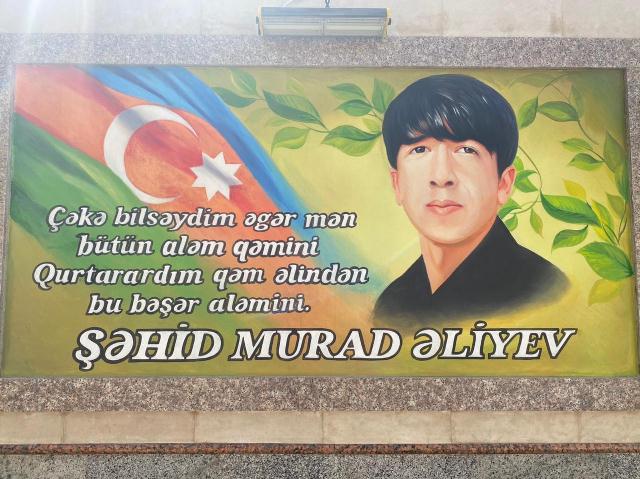 Çəkə bilsəydim əgər mən
bütün aləm qəmini
Qurtarardım qəm əlindən
bu bəşər aləmini.
ŞƏHİD MURAD ƏLİYEV